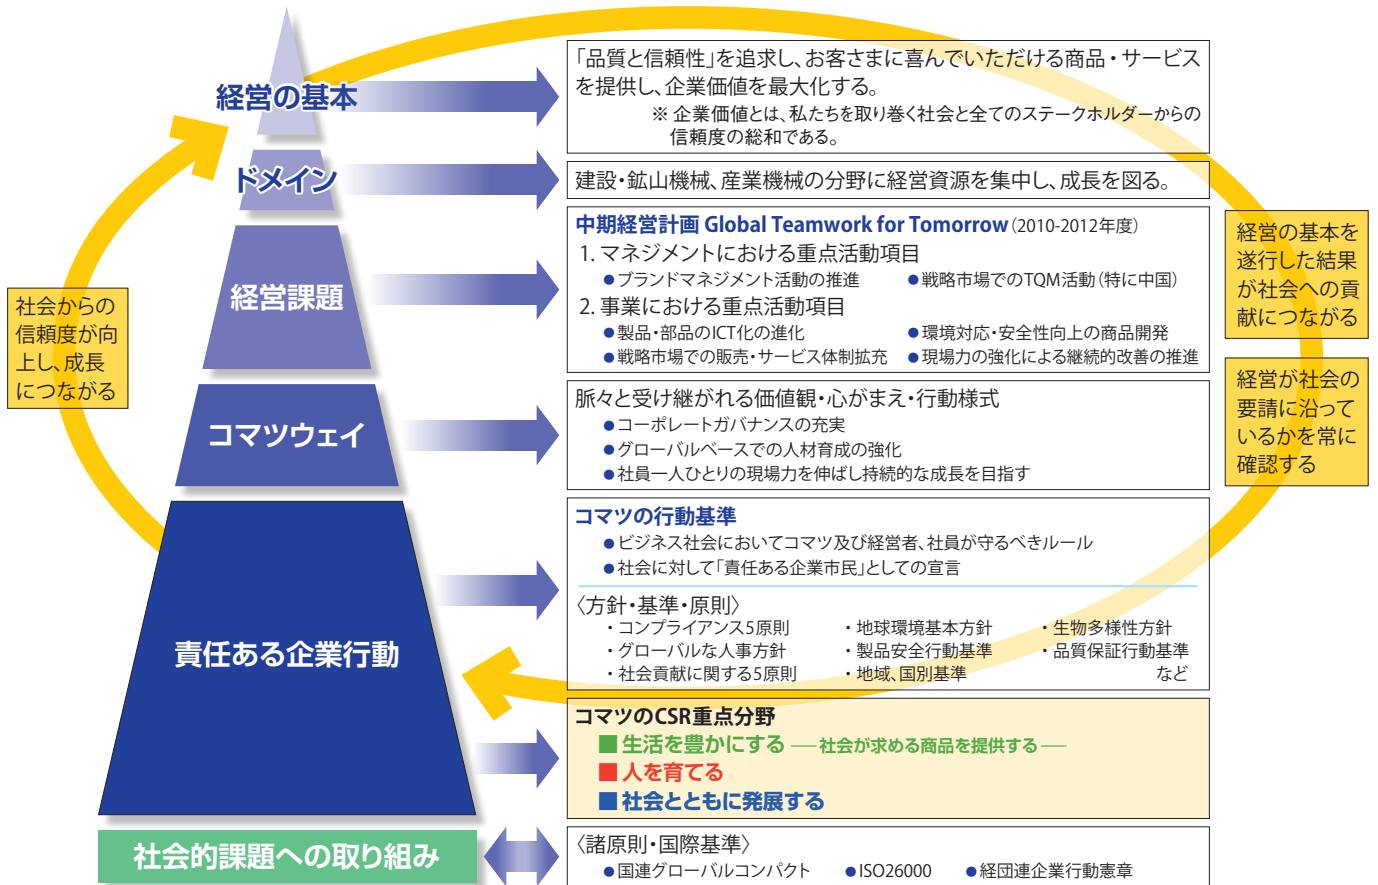 経営の基本
「品質と信頼性」を追求し、お客さまに喜んでいただける商品・サービス
を提供し、企業価値を最大化する。
※ 企業価値とは、私たちを取り巻く社会と全てのステークホルダーからの
信頼度の総和である。
ドメイン
建設・鉱山機械、産業機械の分野に経営資源を集中し、成長を図る。
経営課題
中期経営計画 Global Teamwork for Tomorrow（2010-2012年度）
1. マネジメントにおける重点活動項目
●ブランドマネジメント活動の推進 ●戦略市場でのTQM活動（特に中国）
2. 事業における重点活動項目
●製品・部品のICT化の進化 ●環境対応・安全性向上の商品開発
●戦略市場での販売・サービス体制拡充 ●現場力の強化による継続的改善の推進
コマツウェイ
脈々と受け継がれる価値観・心がまえ・行動様式
●コーポレートガバナンスの充実
●グローバルベースでの人材育成の強化
●社員一人ひとりの現場力を伸ばし持続的な成長を目指す
責任ある企業行動
コマツの行動基準
●ビジネス社会においてコマツ及び経営者、社員が守るべきルール
●社会に対して「責任ある企業市民」としての宣言
〈方針・基準・原則〉
・コンプライアンス5原則 ・地球環境基本方針 ・生物多様性方針
・グローバルな人事方針 ・製品安全行動基準 ・品質保証行動基準
・社会貢献に関する5原則 ・地域、国別基準 など
コマツのCSR重点分野
■ 生活を豊かにする ― 社会が求める商品を提供する ―
■ 人を育てる
■ 社会とともに発展する
社会的課題への取り組み
〈諸原則・国際基準〉
●国連グローバルコンパクト ●ISO26000 ●経団連企業行動憲章
社会からの
信頼度が向
上し、成長
につながる
経営の基本を
遂行した結果
が社会への貢
献につながる
経営が社会の
要請に沿って
いるかを常に
確認する